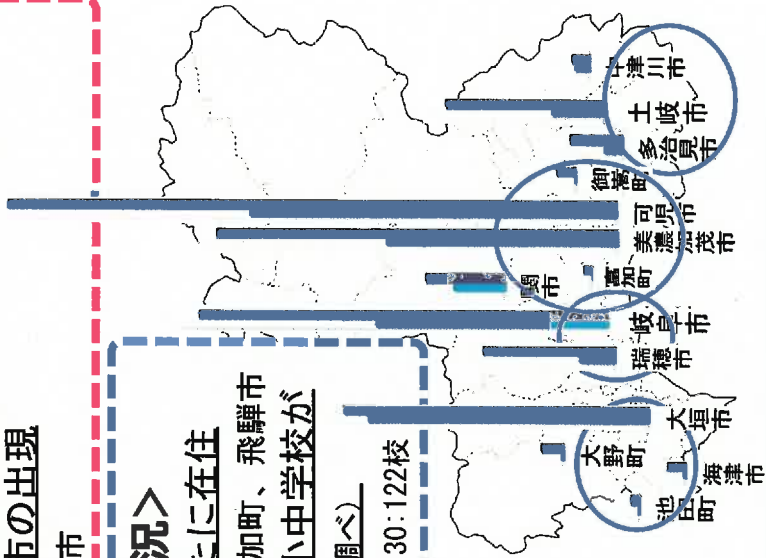 市の出現
市
況>
たに在住
加町、飛騨市
小中学校が
調べ)
30:122校
中津川市
土岐市
多治見市
御嵩町
可児市
美濃加茂市
富加町
関市
岐阜市
瑞穂市
大垣市
大野町
海津市
池田町